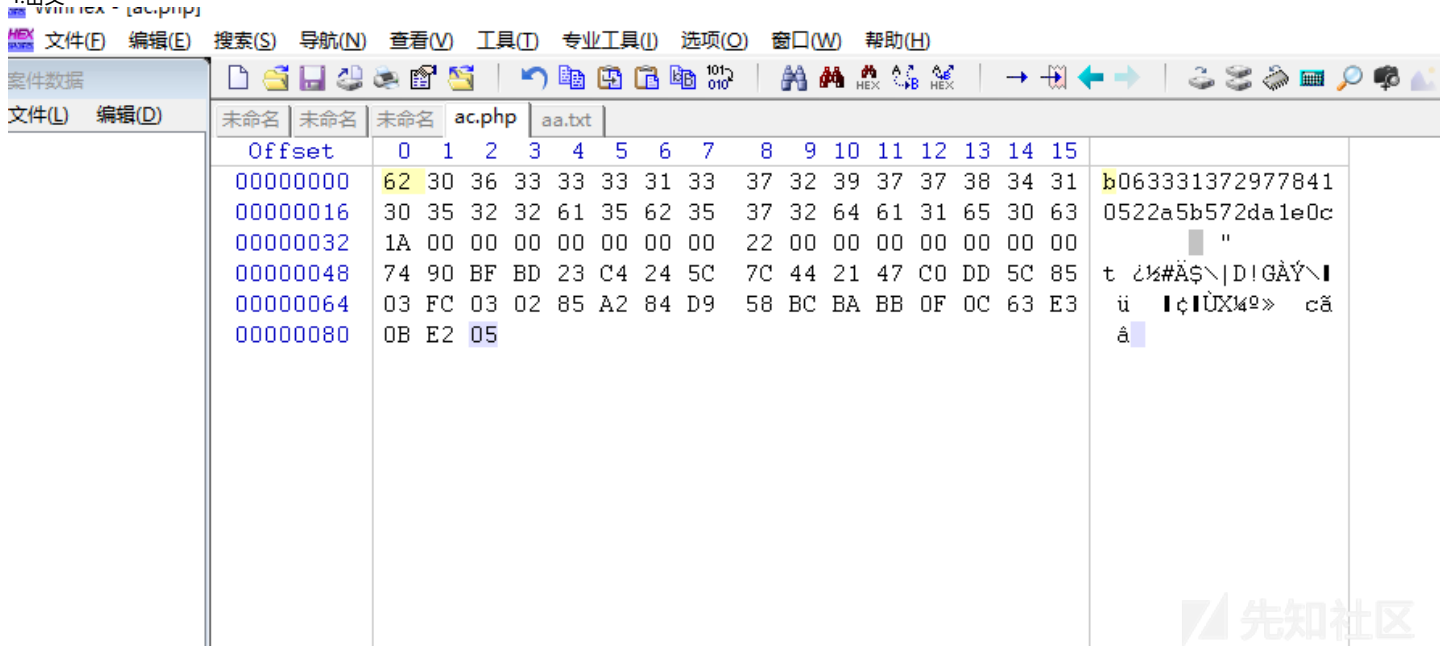 WinHex - [ac.php]
文件(F) 编辑(E) 搜索(S) 导航(N) 查看(V) 工具(T) 专业工具(I) 选项(O) 窗口(W) 帮助(H)
案件数据
文件(L) 编辑(D)
未命名 未命名 未命名 ac.php aa.txt
Offset 0 1 2 3 4 5 6 7 8 9 10 11 12 13 14 15
00000000 62 30 36 33 33 33 31 33 37 32 39 37 37 38 34 31 b063331372977841
00000016 30 35 32 32 61 35 62 35 37 32 64 61 31 65 30 63 0522a5b572da1e0c
00000032 1A 00 00 00 00 00 00 00 22 00 00 00 00 00 00 00 "
00000048 74 90 BF BD 23 C4 24 5C 7C 44 21 47 C0 DD 5C 85 t ¿½#Ä$\|D!GÀÝ\
00000064 03 FC 03 02 85 A2 84 D9 58 BC BA BB 0F 0C 63 E3 ü ¢ ÙX¼º» cã
00000080 0B E2 05 â
先知社区